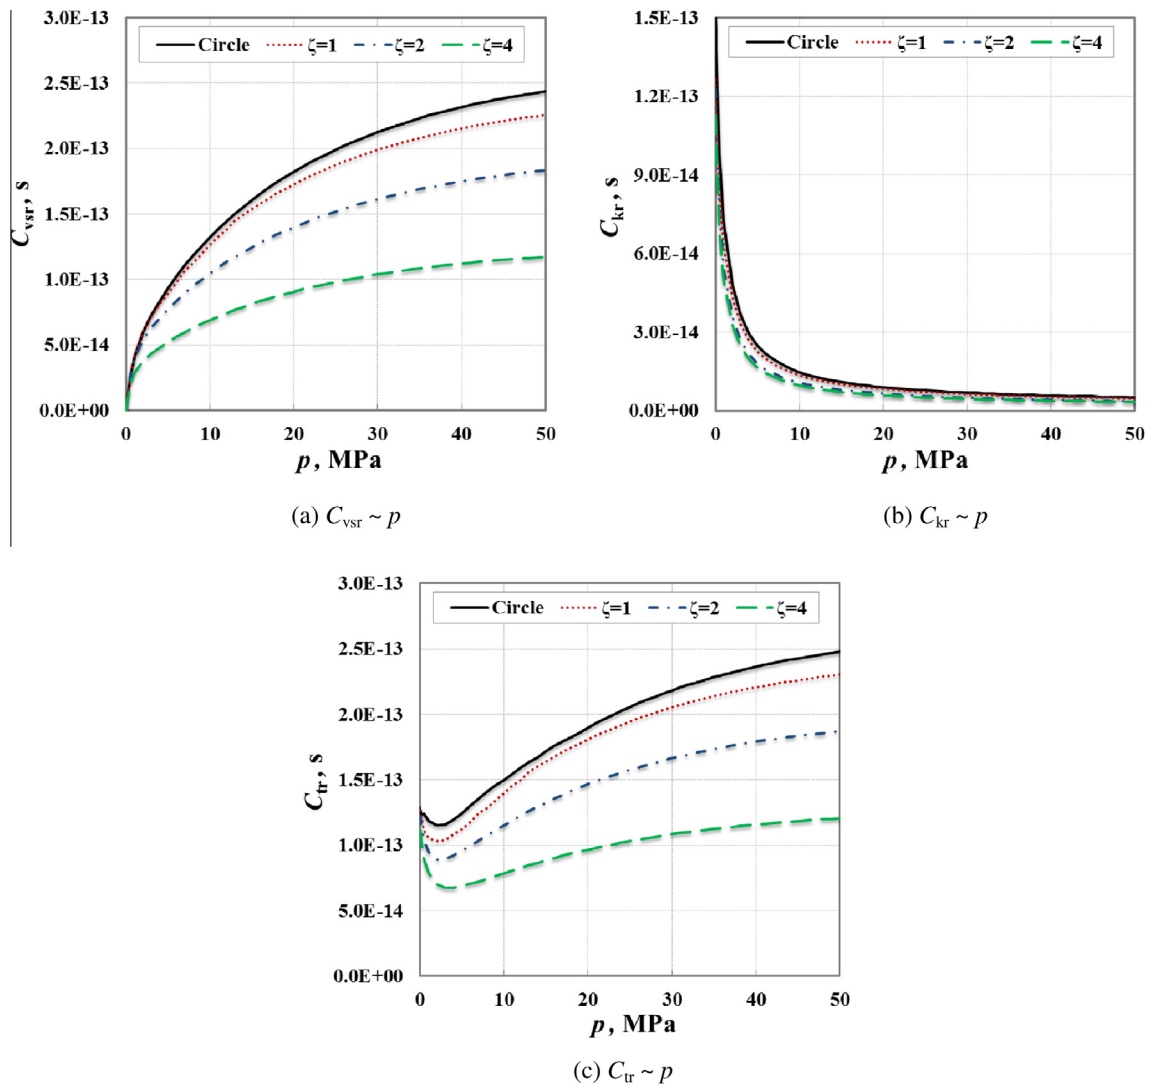 3.0E-13
2.5E-13
2.0E-13
1.5E-13
1.0E-13
5.0E-14
0.0E+00
C_vsr, s
Circle ζ=1 ζ=2 ζ=4
0 10 20 30 40 50
p, MPa
(a) C_vsr ~ p
1.5E-13
1.2E-13
9.0E-14
6.0E-14
3.0E-14
0.0E+00
C_kr, s
Circle ζ=1 ζ=2 ζ=4
0 10 20 30 40 50
p, MPa
(b) C_kr ~ p
3.0E-13
2.5E-13
2.0E-13
1.5E-13
1.0E-13
5.0E-14
0.0E+00
C_tr, s
Circle ζ=1 ζ=2 ζ=4
0 10 20 30 40 50
p, MPa
(c) C_tr ~ p